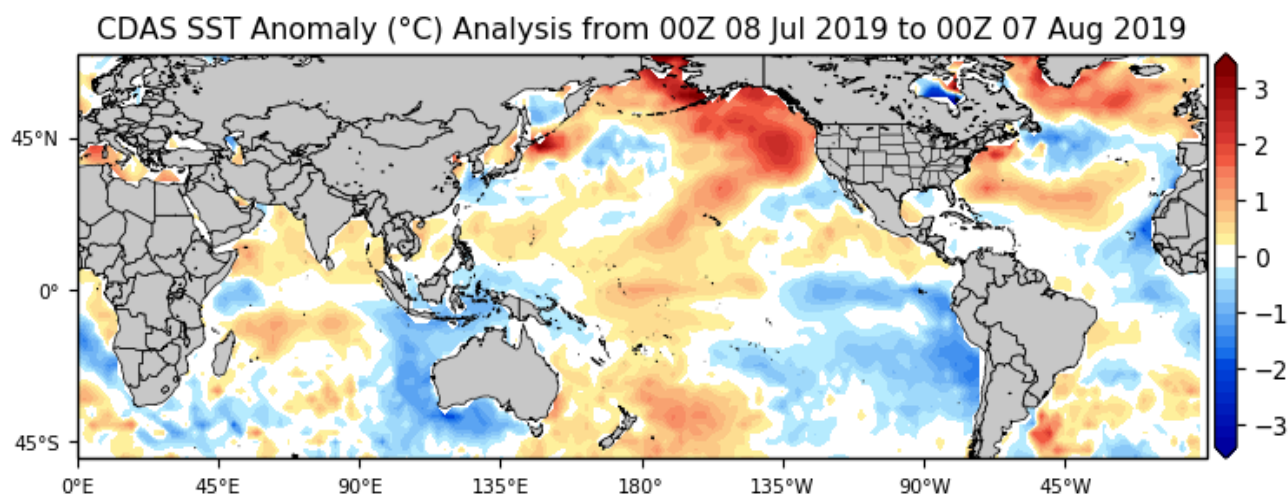 CDAS SST Anomaly (°C) Analysis from 00Z 08 Jul 2019 to 00Z 07 Aug 2019
45°N
0°
45°S
0°E 45°E 90°E 135°E 180° 135°W 90°W 45°W
3
2
1
0
−1
−2
−3